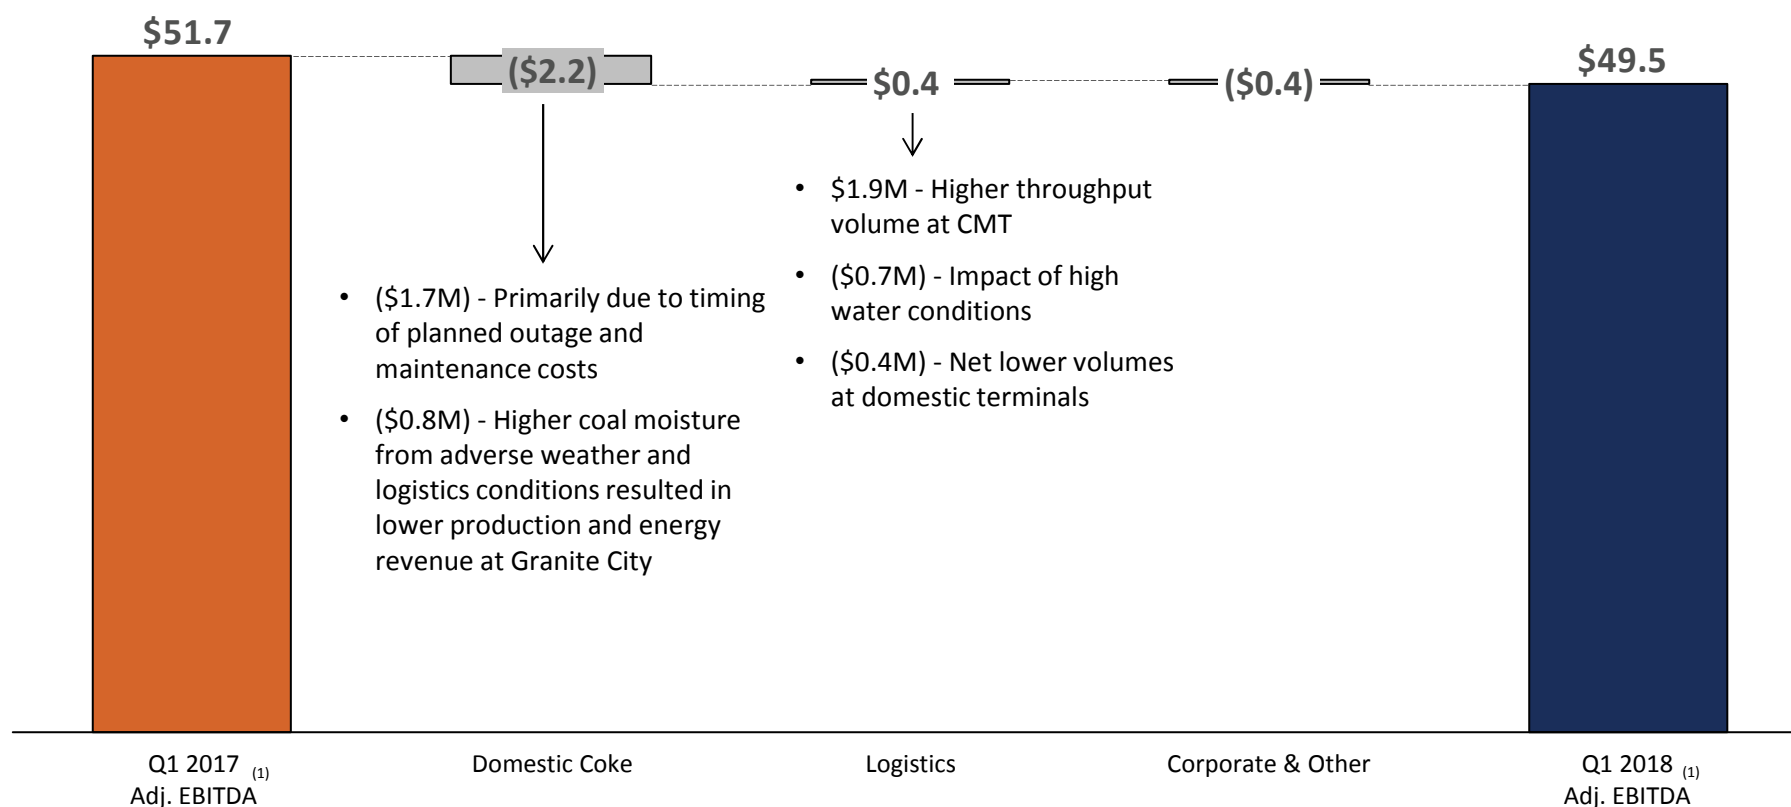 $51.7
($2.2)
$0.4
($0.4)
$49.5
• ($1.7M) - Primarily due to timing
of planned outage and
maintenance costs
• ($0.8M) - Higher coal moisture
from adverse weather and
logistics conditions resulted in
lower production and energy
revenue at Granite City
• $1.9M - Higher throughput
volume at CMT
• ($0.7M) - Impact of high
water conditions
• ($0.4M) - Net lower volumes
at domestic terminals
Q1 2017 (1)
Adj. EBITDA
Domestic Coke
Logistics
Corporate & Other
Q1 2018 (1)
Adj. EBITDA